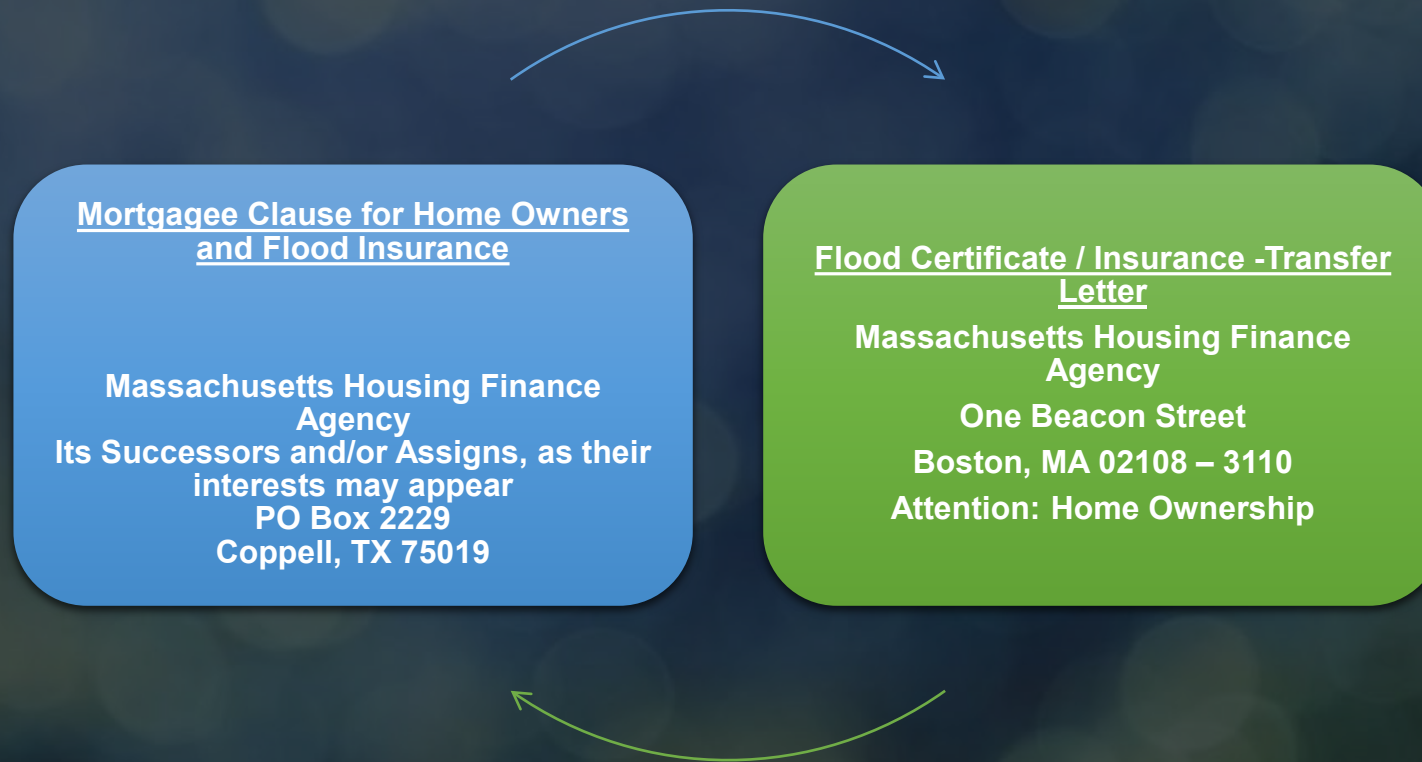 Mortgagee Clause for Home Owners
and Flood Insurance
Massachusetts Housing Finance
Agency
Its Successors and/or Assigns, as their
interests may appear
PO Box 2229
Coppell, TX 75019
Flood Certificate / Insurance -Transfer
Letter
Massachusetts Housing Finance
Agency
One Beacon Street
Boston, MA 02108 – 3110
Attention: Home Ownership